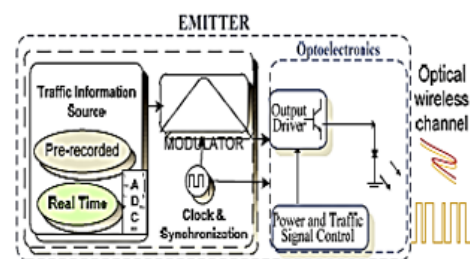 EMITTER
Optoelectronics
Traffic Information
Source
Pre-recorded
Real Time
A
D
C
MODULATOR
Clock &
Synchronization
Output
Driver
Power and Traffic
Signal Control
Optical
wireless
channel